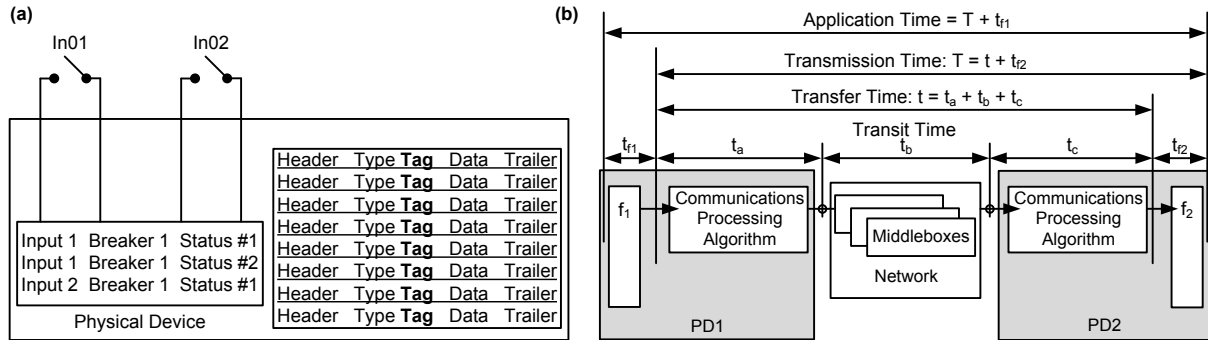 (a)
In01 In02
Header Type Tag Data Trailer
Header Type Tag Data Trailer
Header Type Tag Data Trailer
Header Type Tag Data Trailer
Header Type Tag Data Trailer
Header Type Tag Data Trailer
Header Type Tag Data Trailer
Header Type Tag Data Trailer
Input 1 Breaker 1 Status #1
Input 1 Breaker 1 Status #2
Input 2 Breaker 1 Status #1
Physical Device
(b)
Application Time = T + tf1
Transmission Time: T = t + tf2
Transfer Time: t = ta + tb + tc
Transit Time
tf1 ta tb tc tf2
f1
Communications
Processing
Algorithm
Middleboxes
Network
Communications
Processing
Algorithm
f2
PD1 PD2